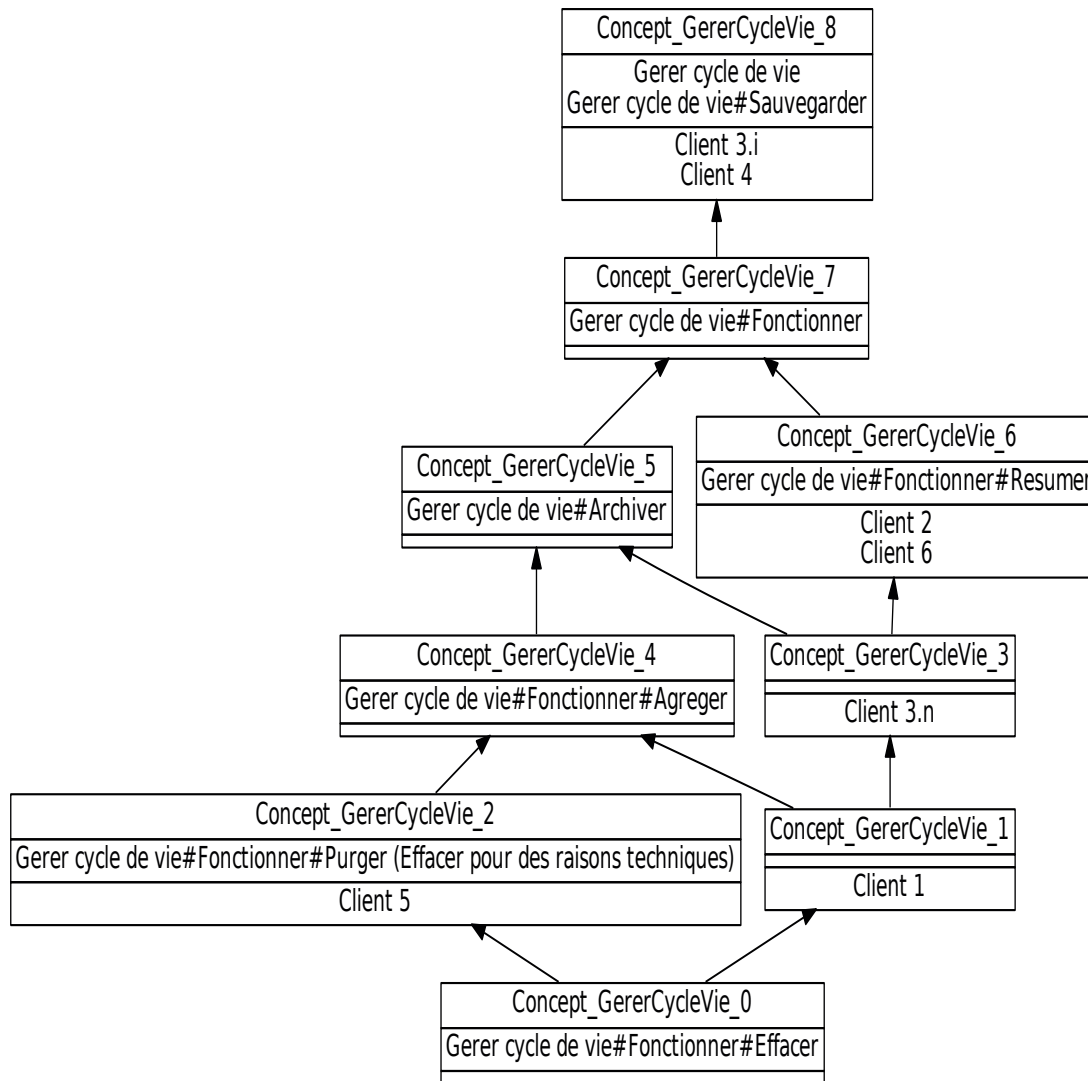 Concept_GererCycleVie_8
Gerer cycle de vie
Gerer cycle de vie#Sauvegarder
Client 3.i
Client 4
Concept_GererCycleVie_7
Gerer cycle de vie#Fonctionner
Concept_GererCycleVie_6
Gerer cycle de vie#Fonctionner#Resumer
Client 2
Client 6
Concept_GererCycleVie_5
Gerer cycle de vie#Archiver
Concept_GererCycleVie_4
Gerer cycle de vie#Fonctionner#Agreger
Concept_GererCycleVie_3
Client 3.n
Concept_GererCycleVie_2
Gerer cycle de vie#Fonctionner#Purger (Effacer pour des raisons techniques)
Client 5
Concept_GererCycleVie_1
Client 1
Concept_GererCycleVie_0
Gerer cycle de vie#Fonctionner#Effacer